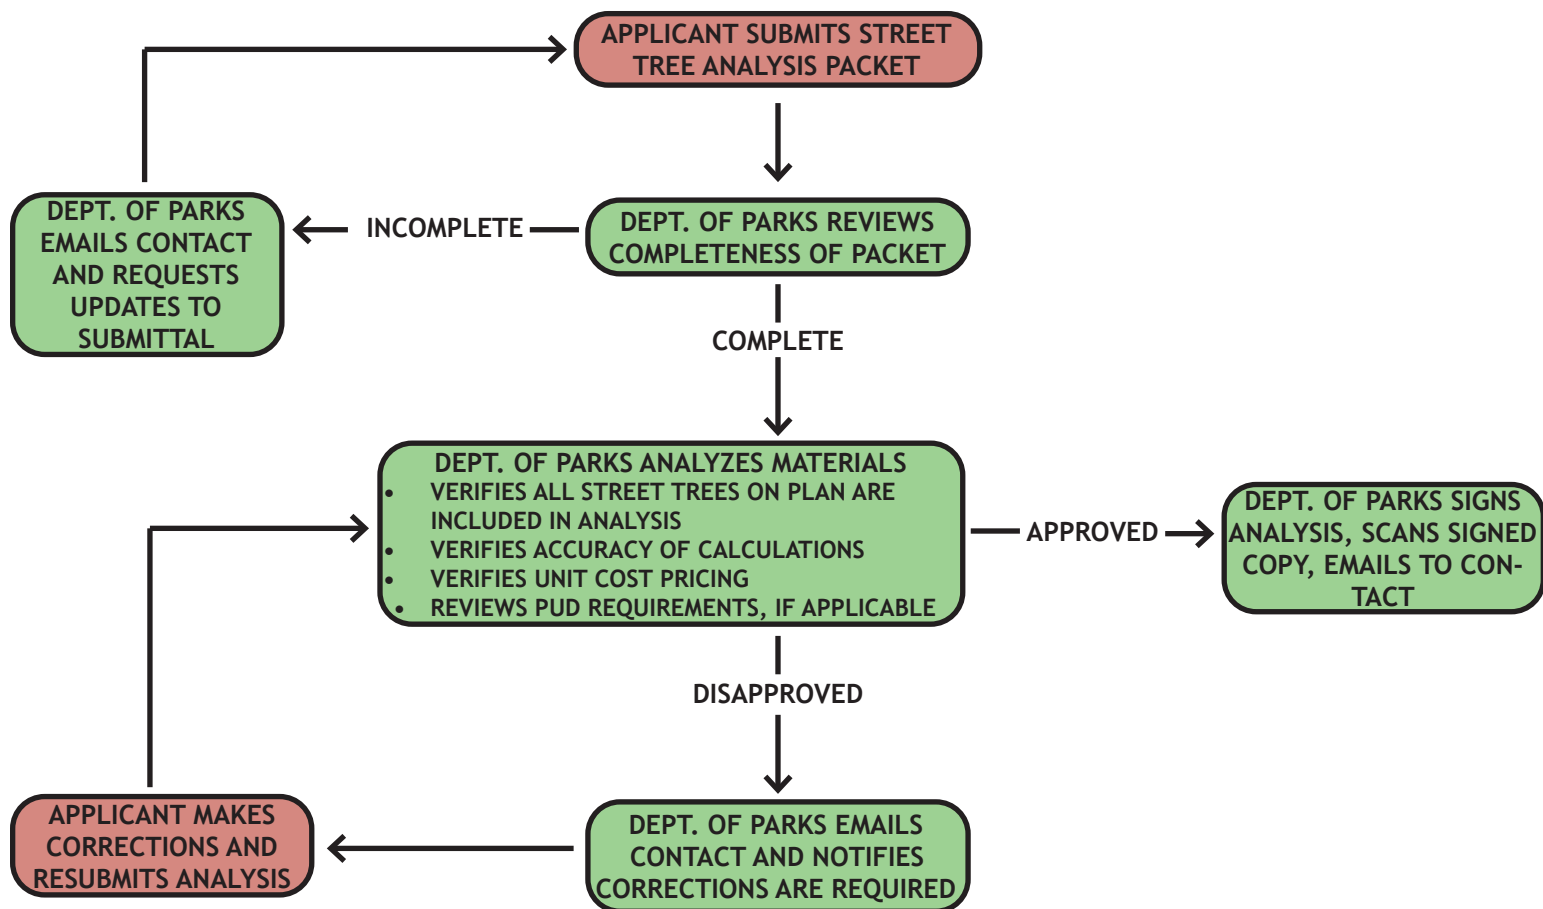 APPLICANT SUBMITS STREET
TREE ANALYSIS PACKET
DEPT. OF PARKS
EMAILS CONTACT
AND REQUESTS
UPDATES TO
SUBMITTAL
INCOMPLETE
DEPT. OF PARKS REVIEWS
COMPLETENESS OF PACKET
COMPLETE
DEPT. OF PARKS ANALYZES MATERIALS
• VERIFIES ALL STREET TREES ON PLAN ARE
INCLUDED IN ANALYSIS
• VERIFIES ACCURACY OF CALCULATIONS
• VERIFIES UNIT COST PRICING
• REVIEWS PUD REQUIREMENTS, IF APPLICABLE
APPROVED
DEPT. OF PARKS SIGNS
ANALYSIS, SCANS SIGNED
COPY, EMAILS TO CON-
TACT
DISAPPROVED
DEPT. OF PARKS EMAILS
CONTACT AND NOTIFIES
CORRECTIONS ARE REQUIRED
APPLICANT MAKES
CORRECTIONS AND
RESUBMITS ANALYSIS